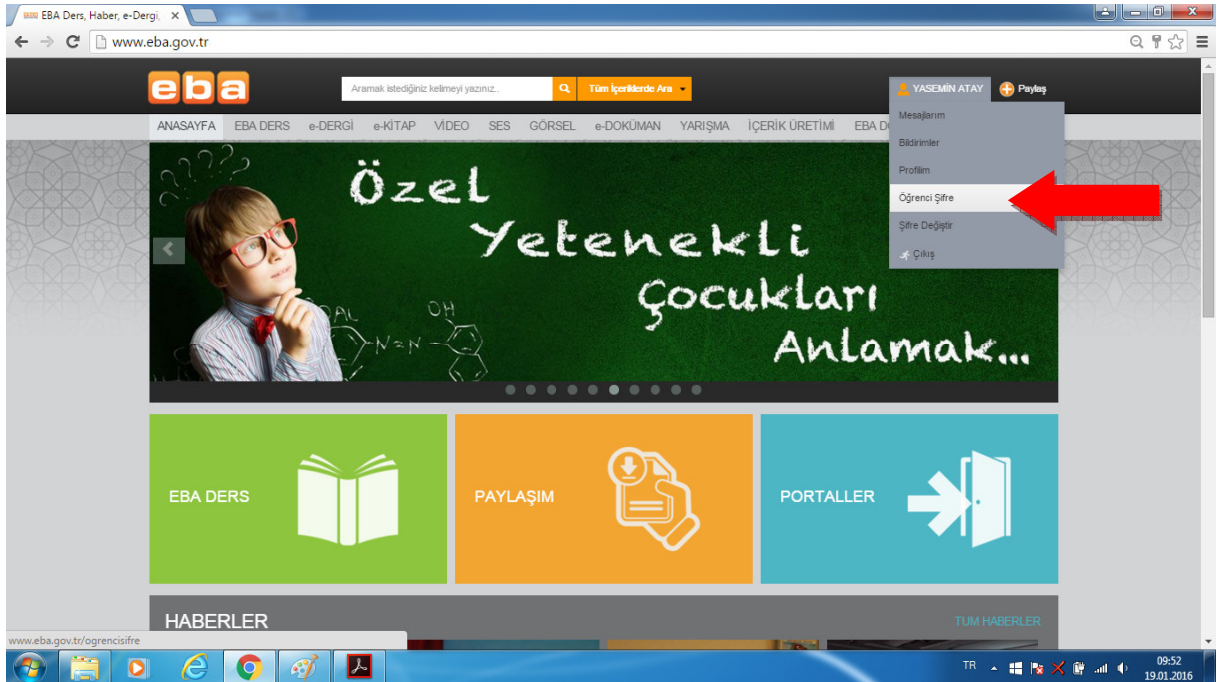 EBA Ders, Haber, e-Dergi,
www.eba.gov.tr
eba
Aramak istediğiniz kelimeyi yazınız..
Tüm İçeriklerde Ara
YASEMİN ATAY
Paylaş
ANASAYFA EBA DERS e-DERGİ e-KİTAP VİDEO SES GÖRSEL e-DOKÜMAN YARIŞMA İÇERİK ÜRETİMİ EBA
Mesajlarım
Bildirimler
Profilim
Öğrenci Şifre
Şifre Değiştir
Çıkış
Özel
Yetenekli
Çocukları
Anlamak...
OH
-N=N-
EBA DERS
PAYLAŞIM
PORTALLER
HABERLER
TÜM HABERLER
www.eba.gov.tr/ogrencisifre
TR
09:52
19.01.2016